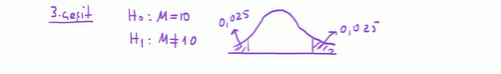 3. çeşit
H₀ : M=10
H₁ : M≠10
0,025
0,025